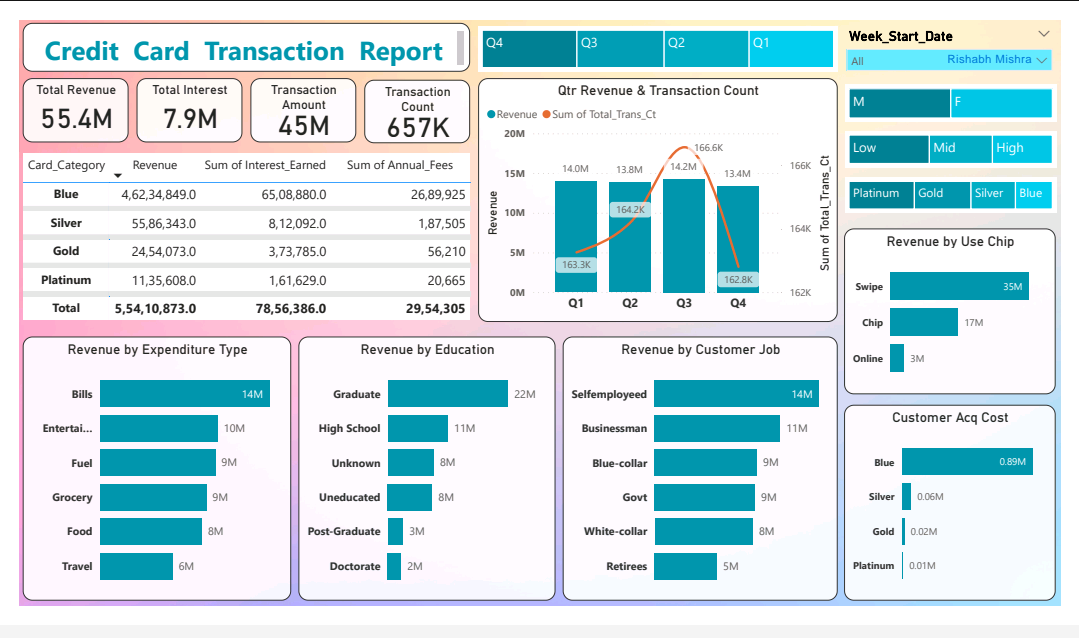 Credit Card Transaction Report
Q4
Q3
Q2
Q1
Week_Start_Date
All
Rishabh Mishra
Total Revenue
55.4M
Total Interest
7.9M
Transaction
Amount
45M
Transaction
Count
657K
M
F
Low
Mid
High
Platinum
Gold
Silver
Blue
Card_Category Revenue Sum of Interest_Earned Sum of Annual_Fees
Blue 4,62,34,849.0 65,08,880.0 26,89,925
Silver 55,86,343.0 8,12,092.0 1,87,505
Gold 24,54,073.0 3,73,785.0 56,210
Platinum 11,35,608.0 1,61,629.0 20,665
Total 5,54,10,873.0 78,56,386.0 29,54,305
Qtr Revenue & Transaction Count
Revenue Sum of Total_Trans_Ct
Revenue
20M
15M
10M
5M
0M
14.0M
13.8M
14.2M
13.4M
163.3K
164.2K
166.6K
162.8K
Q1
Q2
Q3
Q4
166K
164K
162K
Sum of Total_Trans_Ct
Revenue by Use Chip
Swipe 35M
Chip 17M
Online 3M
Revenue by Expenditure Type
Bills 14M
Entertai... 10M
Fuel 9M
Grocery 9M
Food 8M
Travel 6M
Revenue by Education
Graduate 22M
High School 11M
Unknown 8M
Uneducated 8M
Post-Graduate 3M
Doctorate 2M
Revenue by Customer Job
Selfemployeed 14M
Businessman 11M
Blue-collar 9M
Govt 9M
White-collar 8M
Retirees 5M
Customer Acq Cost
Blue 0.89M
Silver 0.06M
Gold 0.02M
Platinum 0.01M